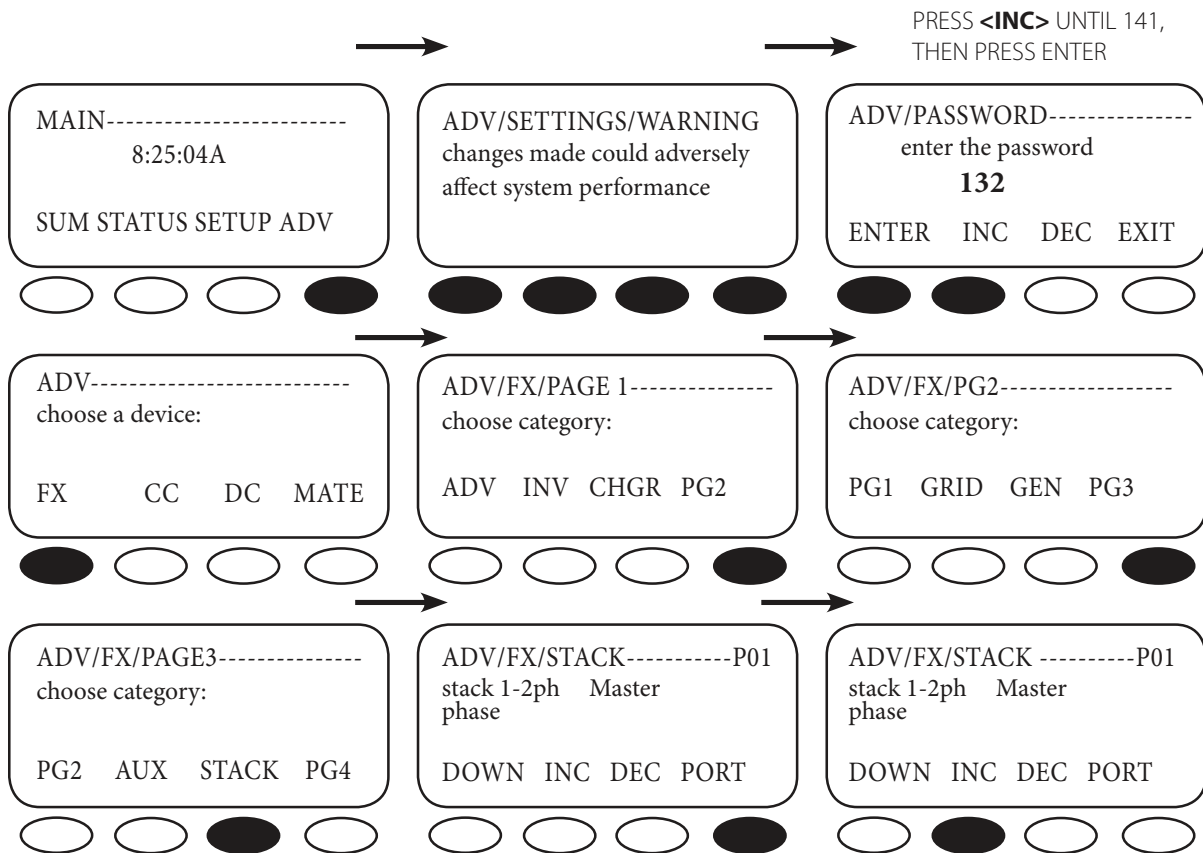 PRESS <INC> UNTIL 141,
THEN PRESS ENTER
MAIN-------------------------
8:25:04A
SUM STATUS SETUP ADV
ADV/SETTINGS/WARNING
changes made could adversely
affect system performance
ADV/PASSWORD---------------
enter the password
132
ENTER INC DEC EXIT
ADV---------------------------
choose a device:
FX CC DC MATE
ADV/FX/PAGE 1---------------
choose category:
ADV INV CHGR PG2
ADV/FX/PG2------------------
choose category:
PG1 GRID GEN PG3
ADV/FX/PAGE3---------------
choose category:
PG2 AUX STACK PG4
ADV/FX/STACK-----------P01
stack 1-2ph Master
phase
DOWN INC DEC PORT
ADV/FX/STACK ----------P01
stack 1-2ph Master
phase
DOWN INC DEC PORT